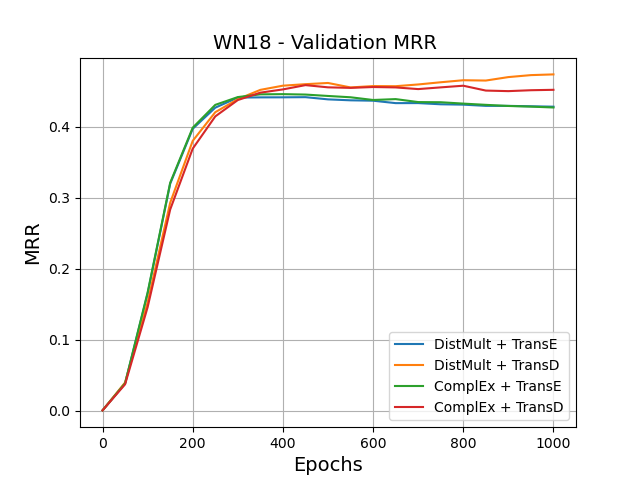 WN18 - Validation MRR
MRR
0.4
0.3
0.2
0.1
0.0
0
200
400
600
800
1000
Epochs
DistMult + TransE
DistMult + TransD
ComplEx + TransE
ComplEx + TransD